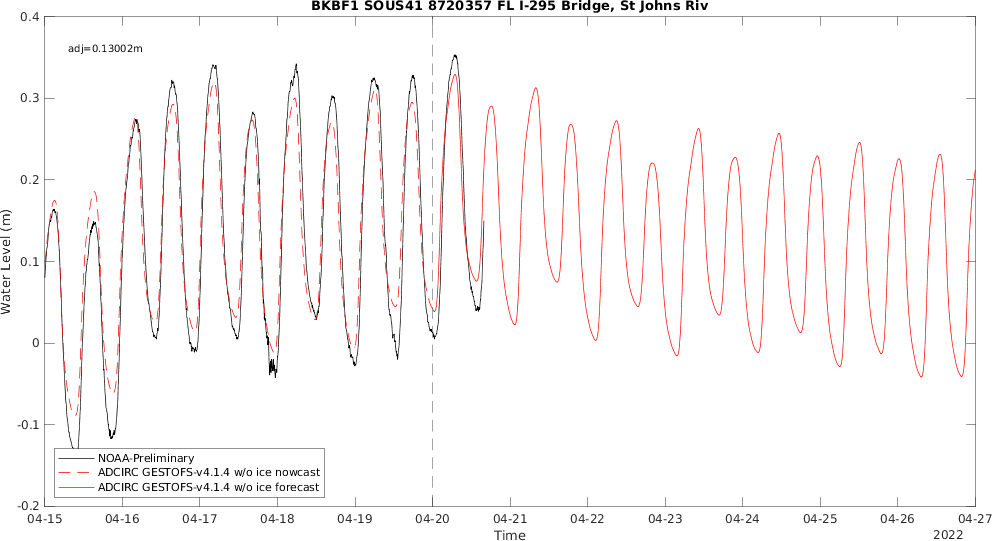 BKBF1 SOUS41 8720357 FL I-295 Bridge, St Johns Riv
adj=0.13002m
0.4
0.3
0.2
0.1
0
-0.1
-0.2
Water Level (m)
NOAA-Preliminary
ADCIRC GESTOFS-v4.1.4 w/o ice nowcast
ADCIRC GESTOFS-v4.1.4 w/o ice forecast
04-15 04-16 04-17 04-18 04-19 04-20 04-21 04-22 04-23 04-24 04-25 04-26 04-27
Time
2022